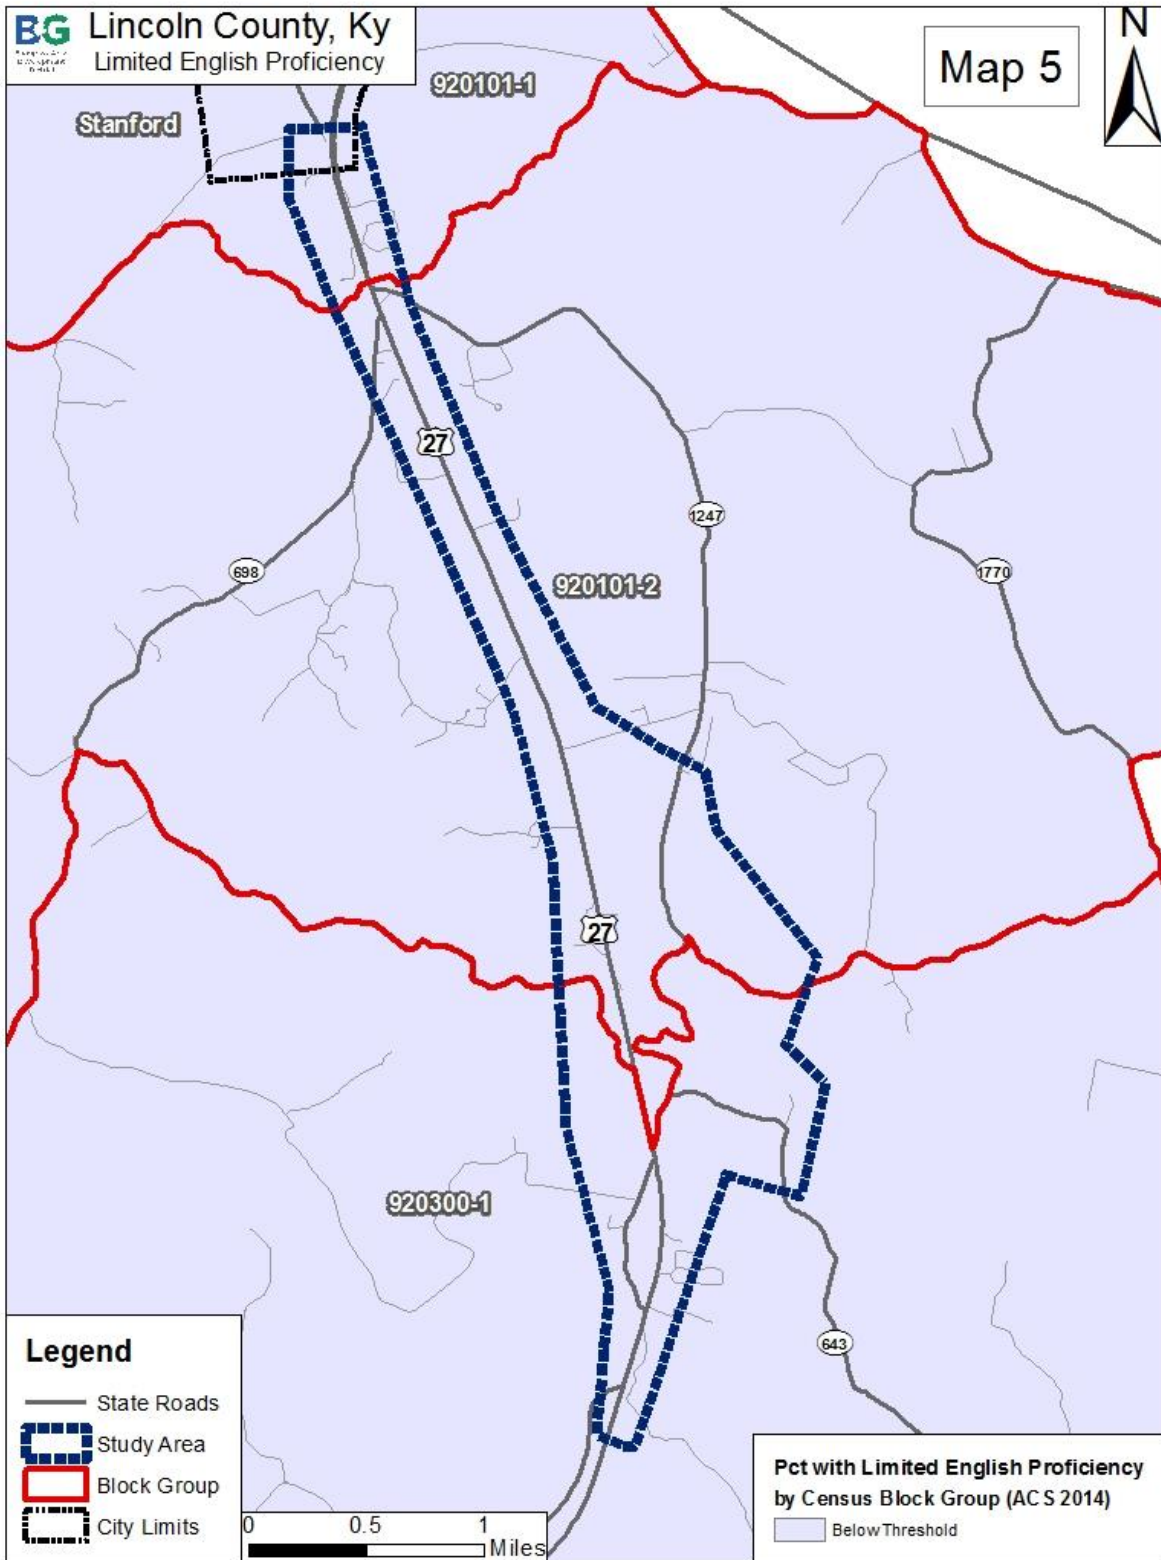 BG
Lincoln County, Ky
Limited English Proficiency
Map 5
N
920101-1
Stanford
27
1247
698
1770
920101-2
27
920300-1
643
Legend
State Roads
Study Area
Block Group
City Limits
0 0.5 1
Miles
Pct with Limited English Proficiency
by Census Block Group (ACS 2014)
Below Threshold